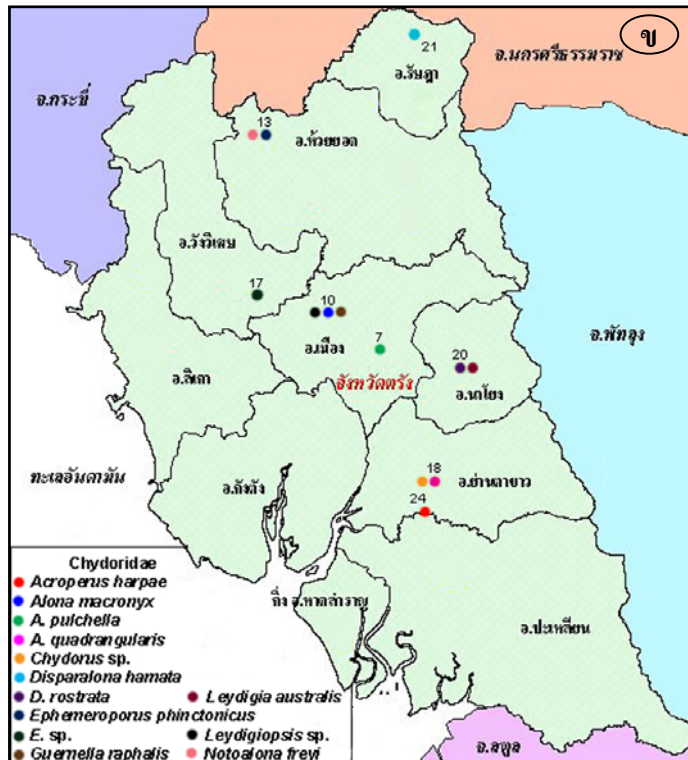 ข
21
อ.รัษฎา
จ.นครศรีธรรมราช
จ.กระบี่
13
อ.ห้วยยอด
อ.วังวิเศษ
17
10
อ.เมือง
7
จ.พัทลุง
20
อ.นาโยง
จังหวัดตรัง
อ.สิเกา
ทะเลอันดามัน
อ.กันตัง
18
อ.ย่านตาขาว
24
กิ่ง อ.หาดสำราญ
อ.ปะเหลียน
จ.สตูล
Chydoridae
Acroperus harpae
Alona macronyx
A. pulchella
A. quadrangularis
Chydorus sp.
Disparalona hamata
D. rostrata
Leydigia australis
Ephemeroporus phinctonicus
E. sp.
Leydigiopsis sp.
Guernella raphalis
Notoalona freyi